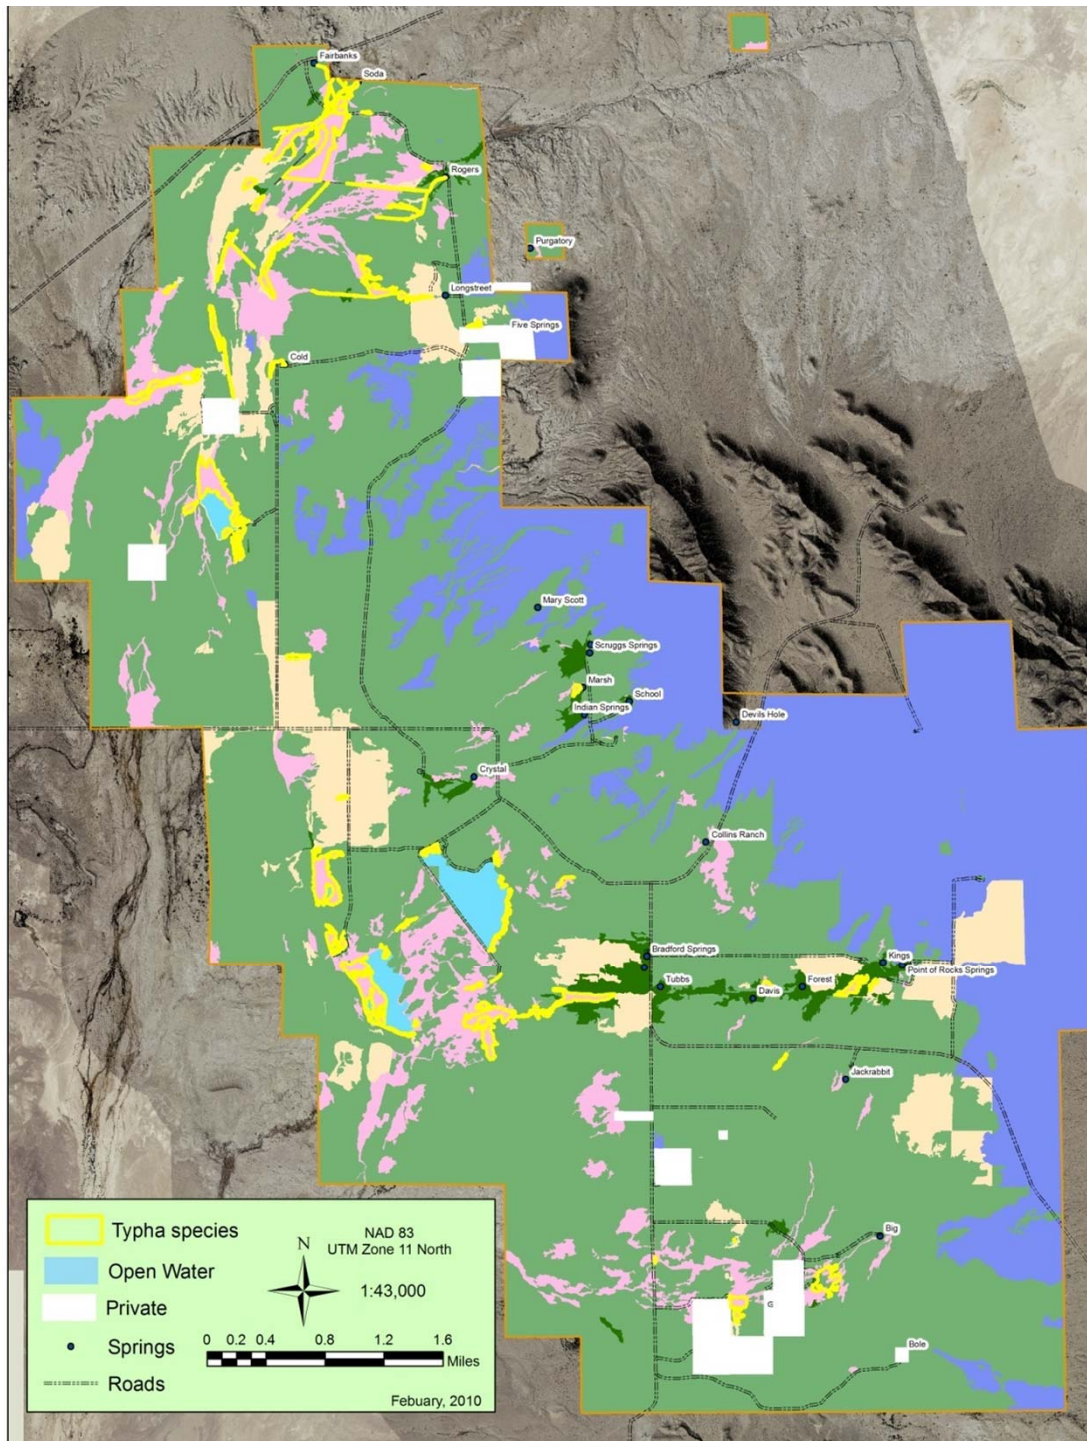 Fairbanks
Soda
Rogers
Purgatory
Longstreet
Five Springs
Cold
Mary Scott
Scruggs Springs
Marsh
School
Indian Springs
Devils Hole
Crystal
Collins Ranch
Bradford Springs
Kings
Point of Rocks Springs
Tubbs
Forest
Davis
Jackrabbit
Big
G
Bole
Typha species
Open Water
Private
Springs
Roads
NAD 83
UTM Zone 11 North
N
1:43,000
0 0.2 0.4 0.8 1.2 1.6
Miles
Febuary, 2010